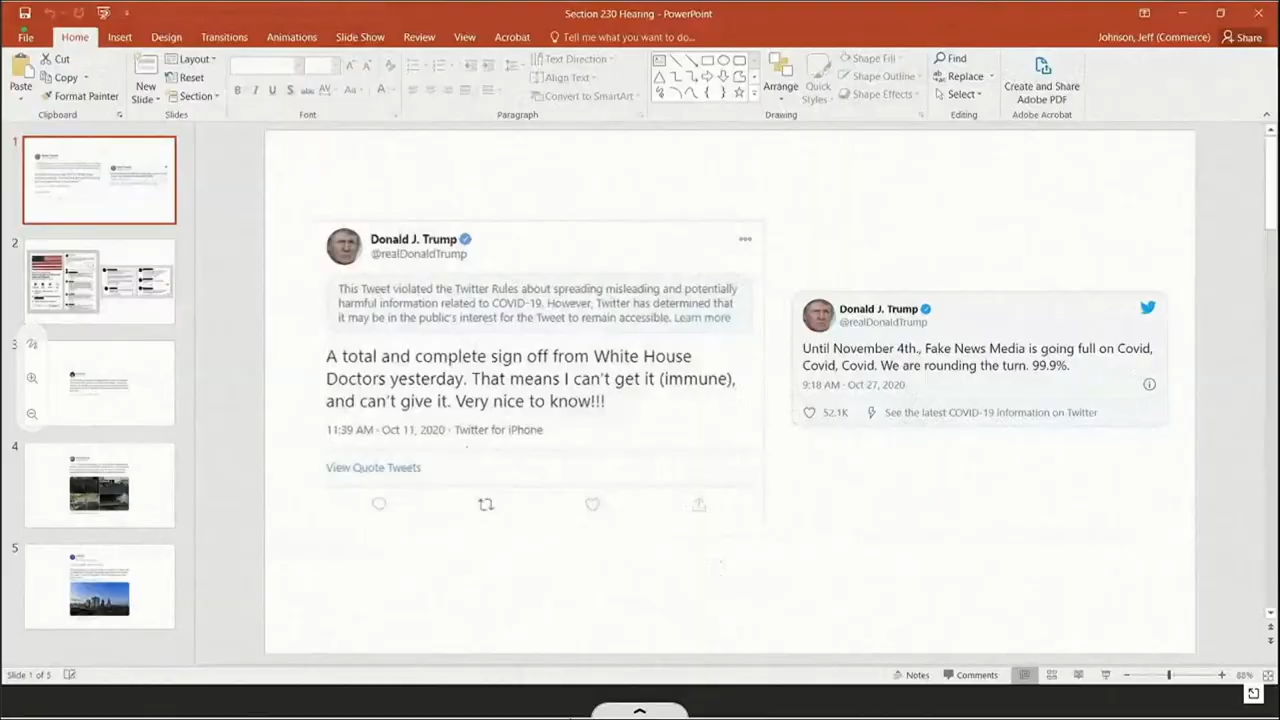 Section 230 Hearing - PowerPoint
File Home Insert Design Transitions Animations Slide Show Review View Acrobat Tell me what you want to do...
Johnson, Jeff (Commerce) Share
Paste
Cut
Copy
Format Painter
Clipboard
New
Slide
Layout
Reset
Section
Slides
B I U S abc AV Aa A
Font
Text Direction
Align Text
Convert to SmartArt
Paragraph
Arrange
Quick
Styles
Shape Fill
Shape Outline
Shape Effects
Drawing
Find
Replace
Select
Editing
Create and Share
Adobe PDF
Adobe Acrobat
1
2
3
4
5
Donald J. Trump
@realDonaldTrump
This Tweet violated the Twitter Rules about spreading misleading and potentially
harmful information related to COVID-19. However, Twitter has determined that
it may be in the public's interest for the Tweet to remain accessible. Learn more
A total and complete sign off from White House
Doctors yesterday. That means I can't get it (immune),
and can't give it. Very nice to know!!!
11:39 AM · Oct 11, 2020 · Twitter for iPhone
View Quote Tweets
Donald J. Trump
@realDonaldTrump
Until November 4th., Fake News Media is going full on Covid,
Covid, Covid. We are rounding the turn. 99.9%.
9:18 AM · Oct 27, 2020
52.1K See the latest COVID-19 information on Twitter
Slide 1 of 5
Notes Comments
88%